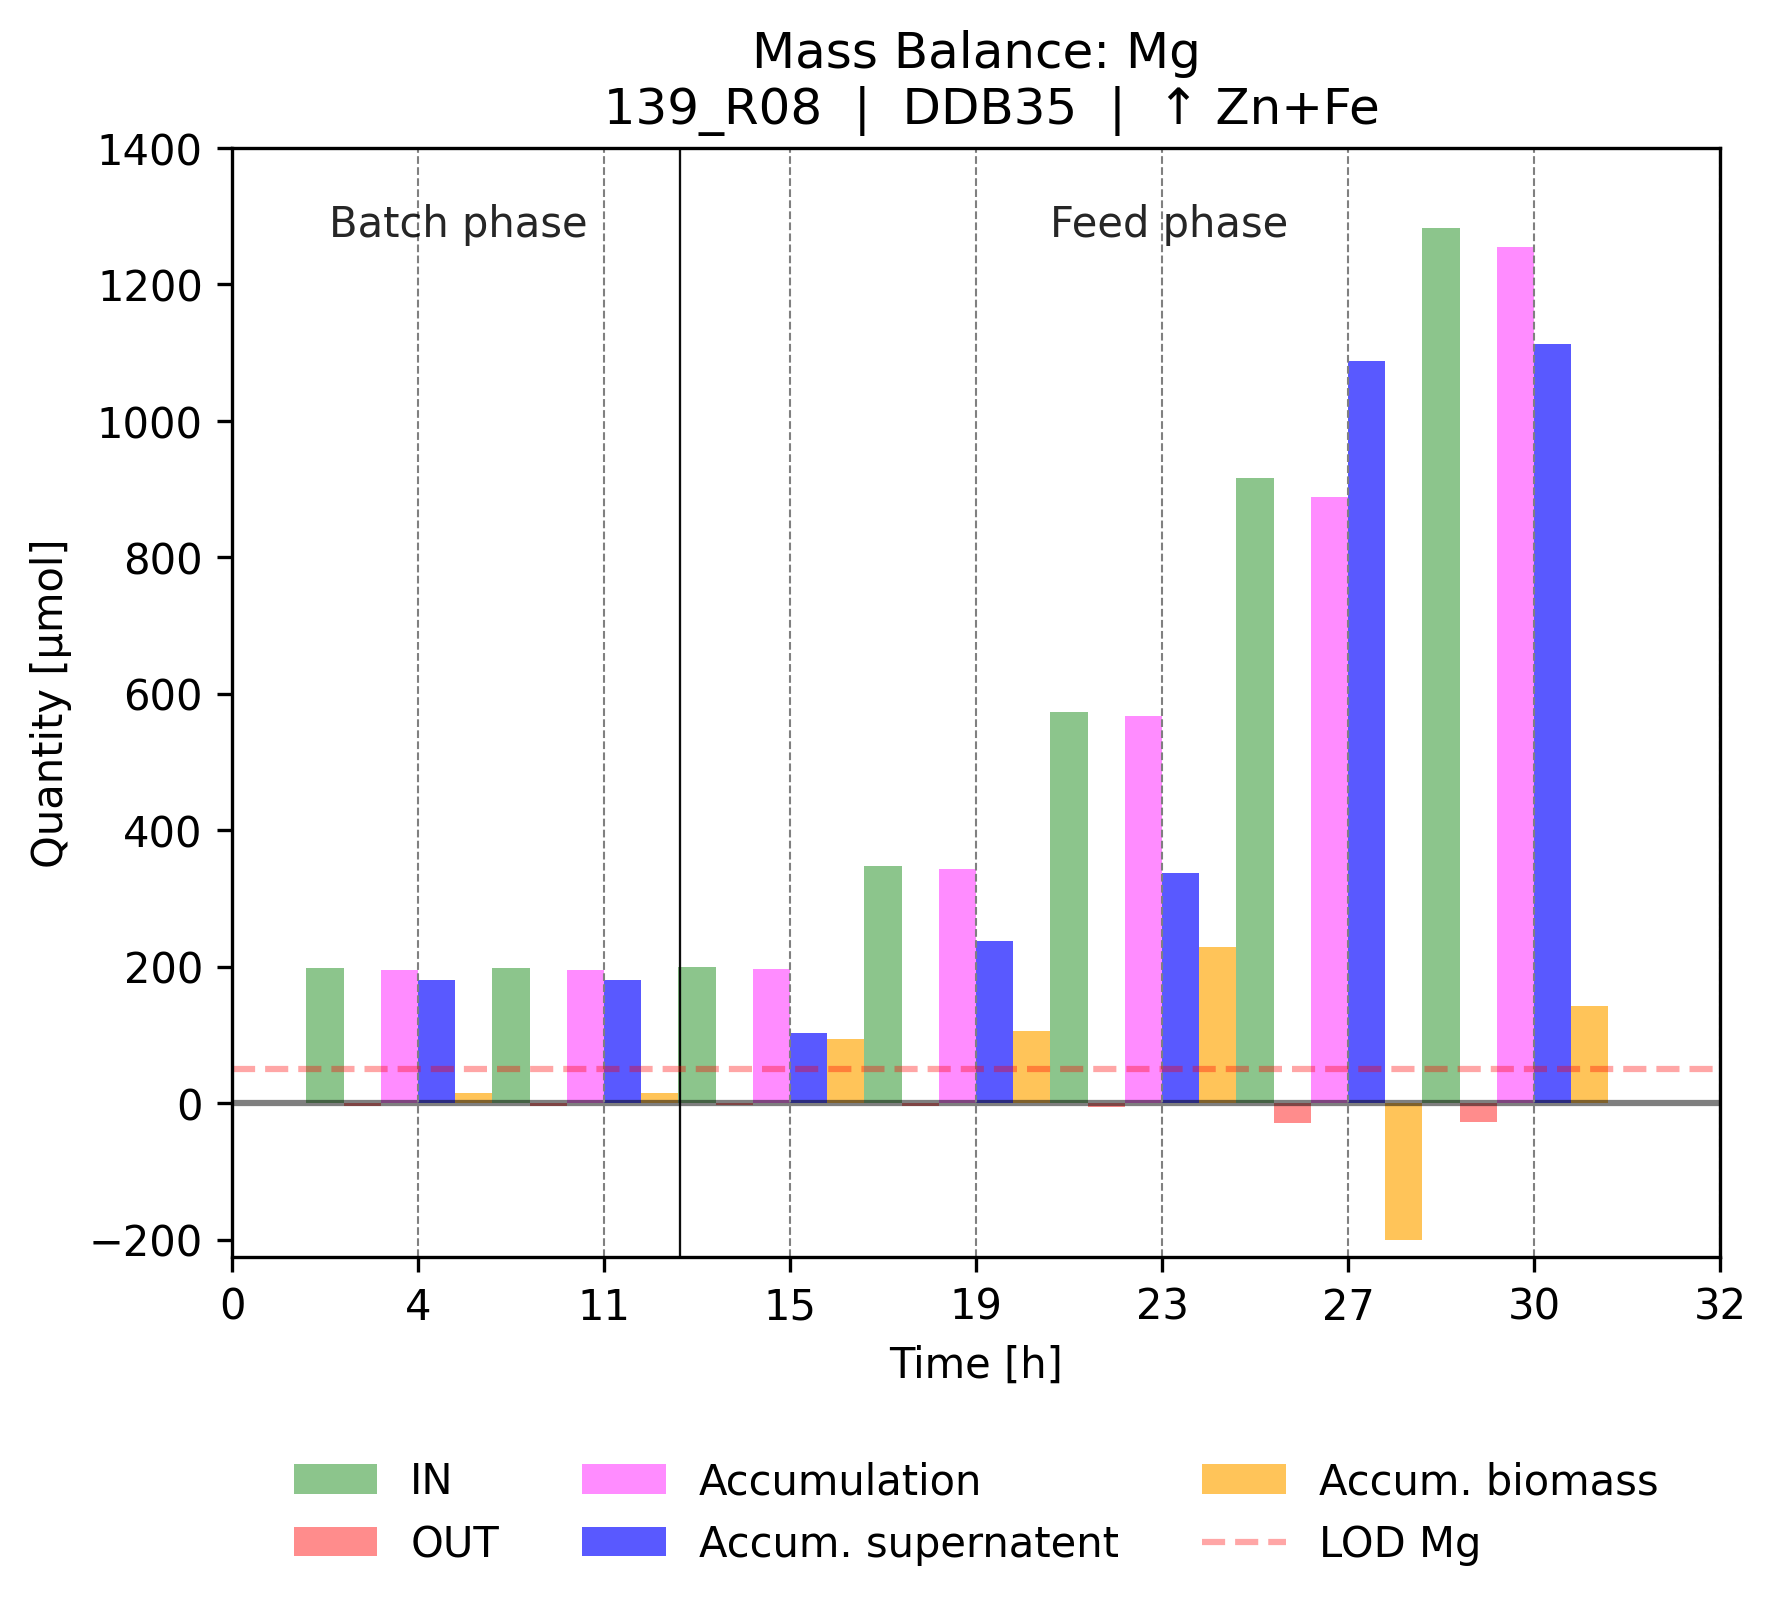 Mass Balance: Mg
139_R08 | DDB35 | ↑ Zn+Fe
Batch phase
Feed phase
1400
1200
1000
800
600
400
200
0
−200
Quantity [µmol]
0 4 11 15 19 23 27 30 32
Time [h]
IN
OUT
Accumulation
Accum. supernatent
Accum. biomass
LOD Mg